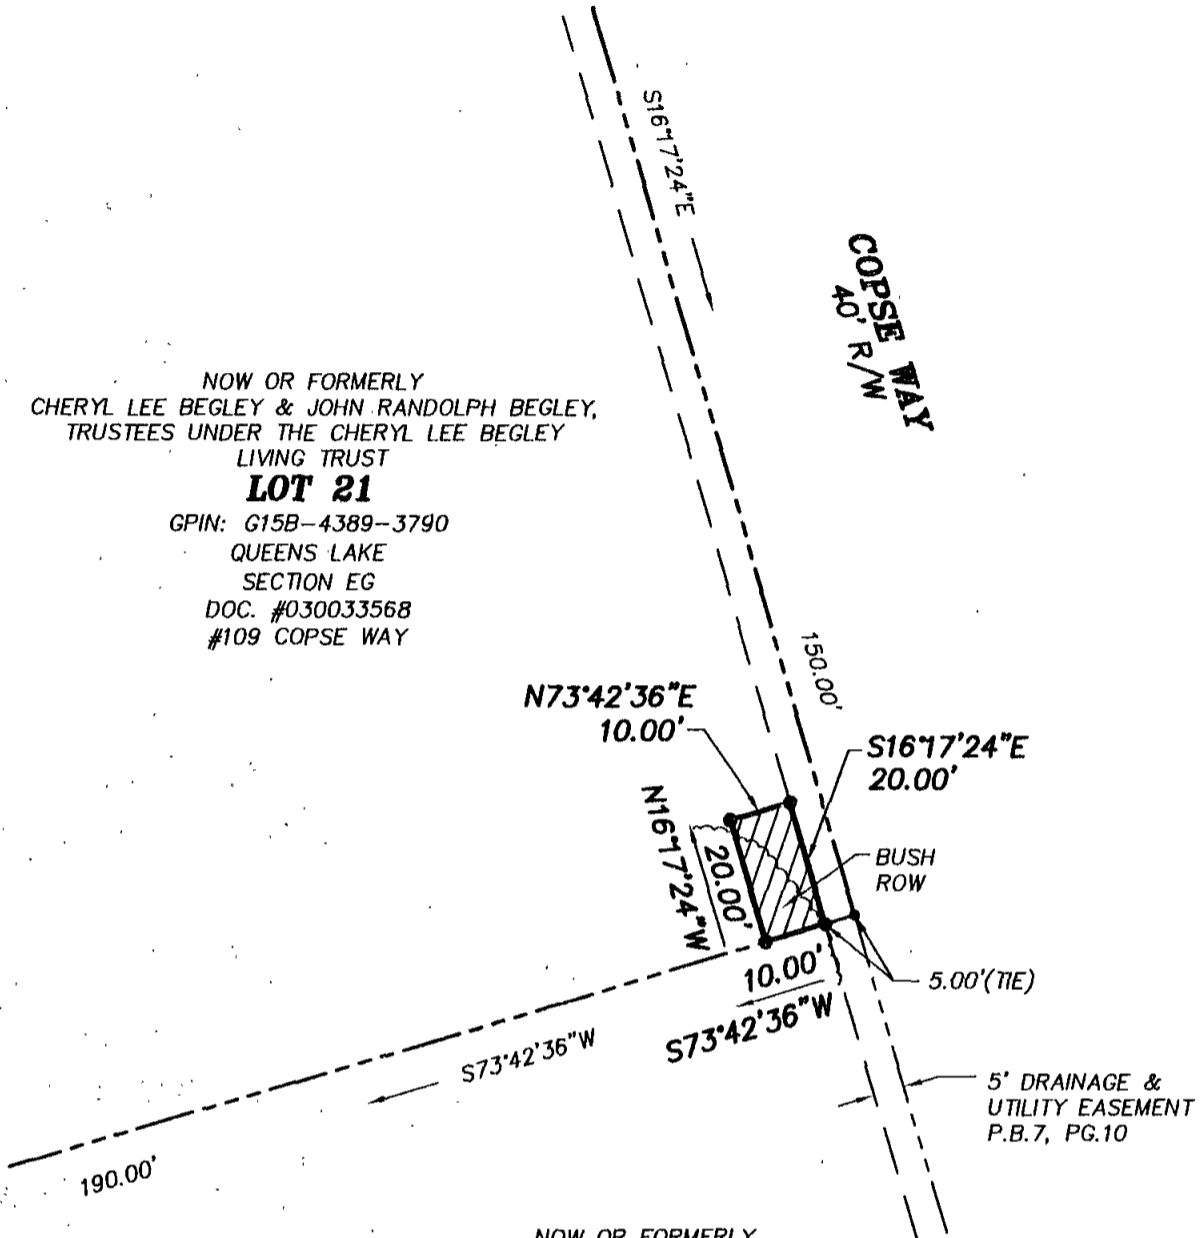 S16°17'24"E
COPSE WAY
40' R/W
NOW OR FORMERLY
CHERYL LEE BEGLEY & JOHN RANDOLPH BEGLEY,
TRUSTEES UNDER THE CHERYL LEE BEGLEY
LIVING TRUST
LOT 21
GPIN: G15B-4389-3790
QUEENS LAKE
SECTION EG
DOC. #030033568
#109 COPSE WAY
150.00'
N73°42'36"E
10.00'
S16°17'24"E
20.00'
N16°17'24"W
20.00'
BUSH
ROW
10.00'
S73°42'36"W
5.00'(TIE)
S73°42'36"W
190.00'
5' DRAINAGE &
UTILITY EASEMENT
P.B.7, PG.10
NOW OR FORMERLY